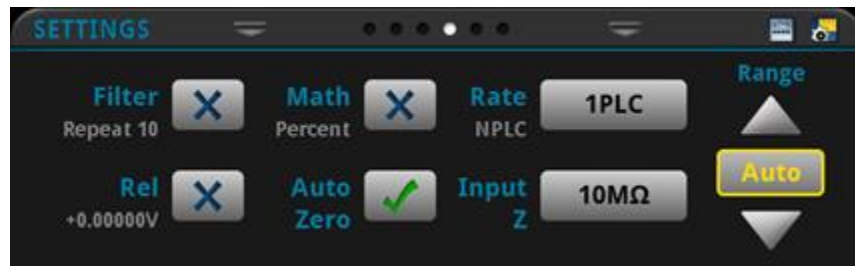 SETTINGS
Filter
Repeat 10
Math
Percent
Rate
NPLC
1PLC
Range
Rel
+0.00000V
Auto
Zero
Input
Z
10MΩ
Auto